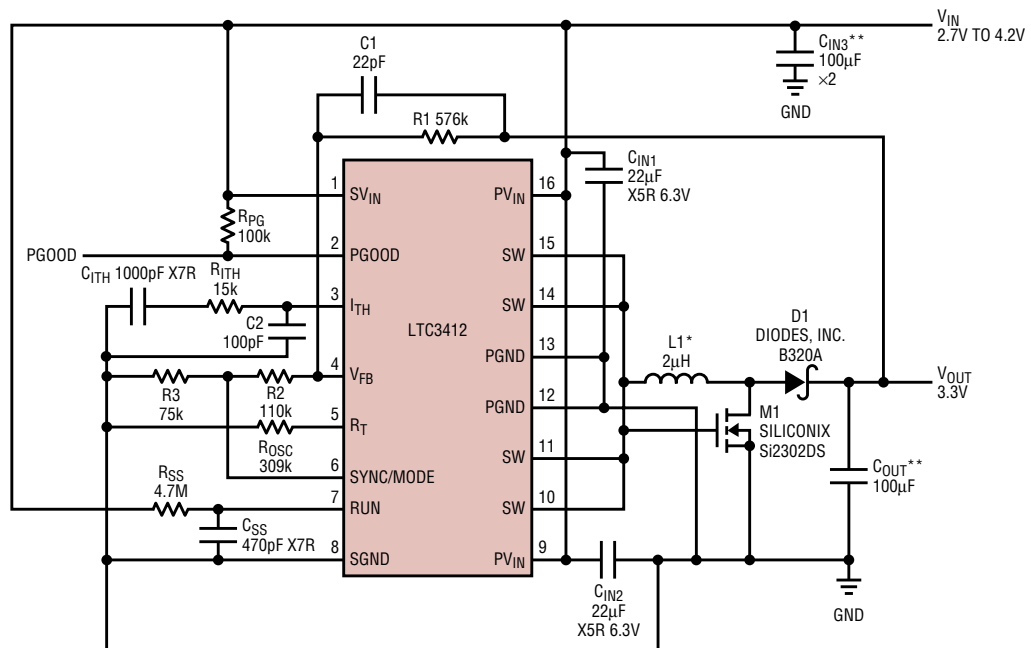 V_IN
2.7V TO 4.2V
C_IN3**
100µF
×2
GND
C1
22pF
R1 576k
C_IN1
22µF
X5R 6.3V
1
SV_IN
PV_IN
16
R_PG
100k
PGOOD
2
PGOOD
SW
15
C_ITH 1000pF X7R
R_ITH
15k
3
I_TH
SW
14
C2
100pF
LTC3412
PGND
13
L1*
2µH
D1
DIODES, INC.
B320A
4
V_FB
R3
75k
R2
110k
PGND
12
V_OUT
3.3V
5
R_T
R_OSC
309k
SW
11
M1
SILICONIX
Si2302DS
6
SYNC/MODE
C_OUT**
100µF
R_SS
4.7M
7
RUN
SW
10
C_SS
470pF X7R
8
SGND
PV_IN
9
C_IN2
22µF
X5R 6.3V
GND